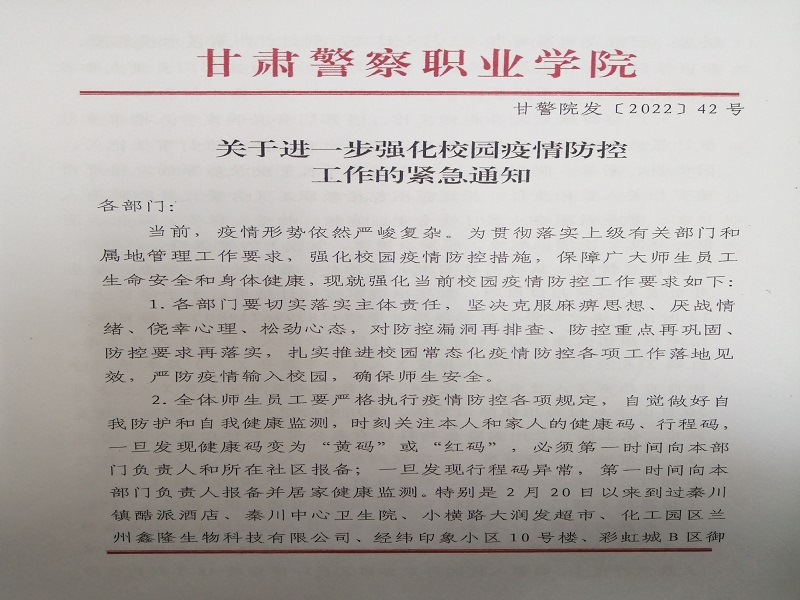 甘肃警察职业学院
甘警院发〔2022〕42号
关于进一步强化校园疫情防控
工作的紧急通知
各部门：
当前，疫情形势依然严峻复杂。为贯彻落实上级有关部门和
属地管理工作要求，强化校园疫情防控措施，保障广大师生员工
生命安全和身体健康，现就强化当前校园疫情防控工作要求如下：
1.各部门要切实落实主体责任，坚决克服麻痹思想、厌战情
绪、侥幸心理、松劲心态，对防控漏洞再排查、防控重点再巩固、
防控要求再落实，扎实推进校园常态化疫情防控各项工作落地见
效，严防疫情输入校园，确保师生安全。
2.全体师生员工要严格执行疫情防控各项规定，自觉做好自
我防护和自我健康监测，时刻关注本人和家人的健康码、行程码，
一旦发现健康码变为“黄码”或“红码”，必须第一时间向本部
门负责人和所在社区报备；一旦发现行程码异常，第一时间向本
部门负责人报备并居家健康监测。特别是2月20日以来到过秦川
镇酷派酒店、秦川中心卫生院、小横路大润发超市、化工园区兰
州鑫隆生物科技有限公司、经纬印象小区10号楼、彩虹城B区御